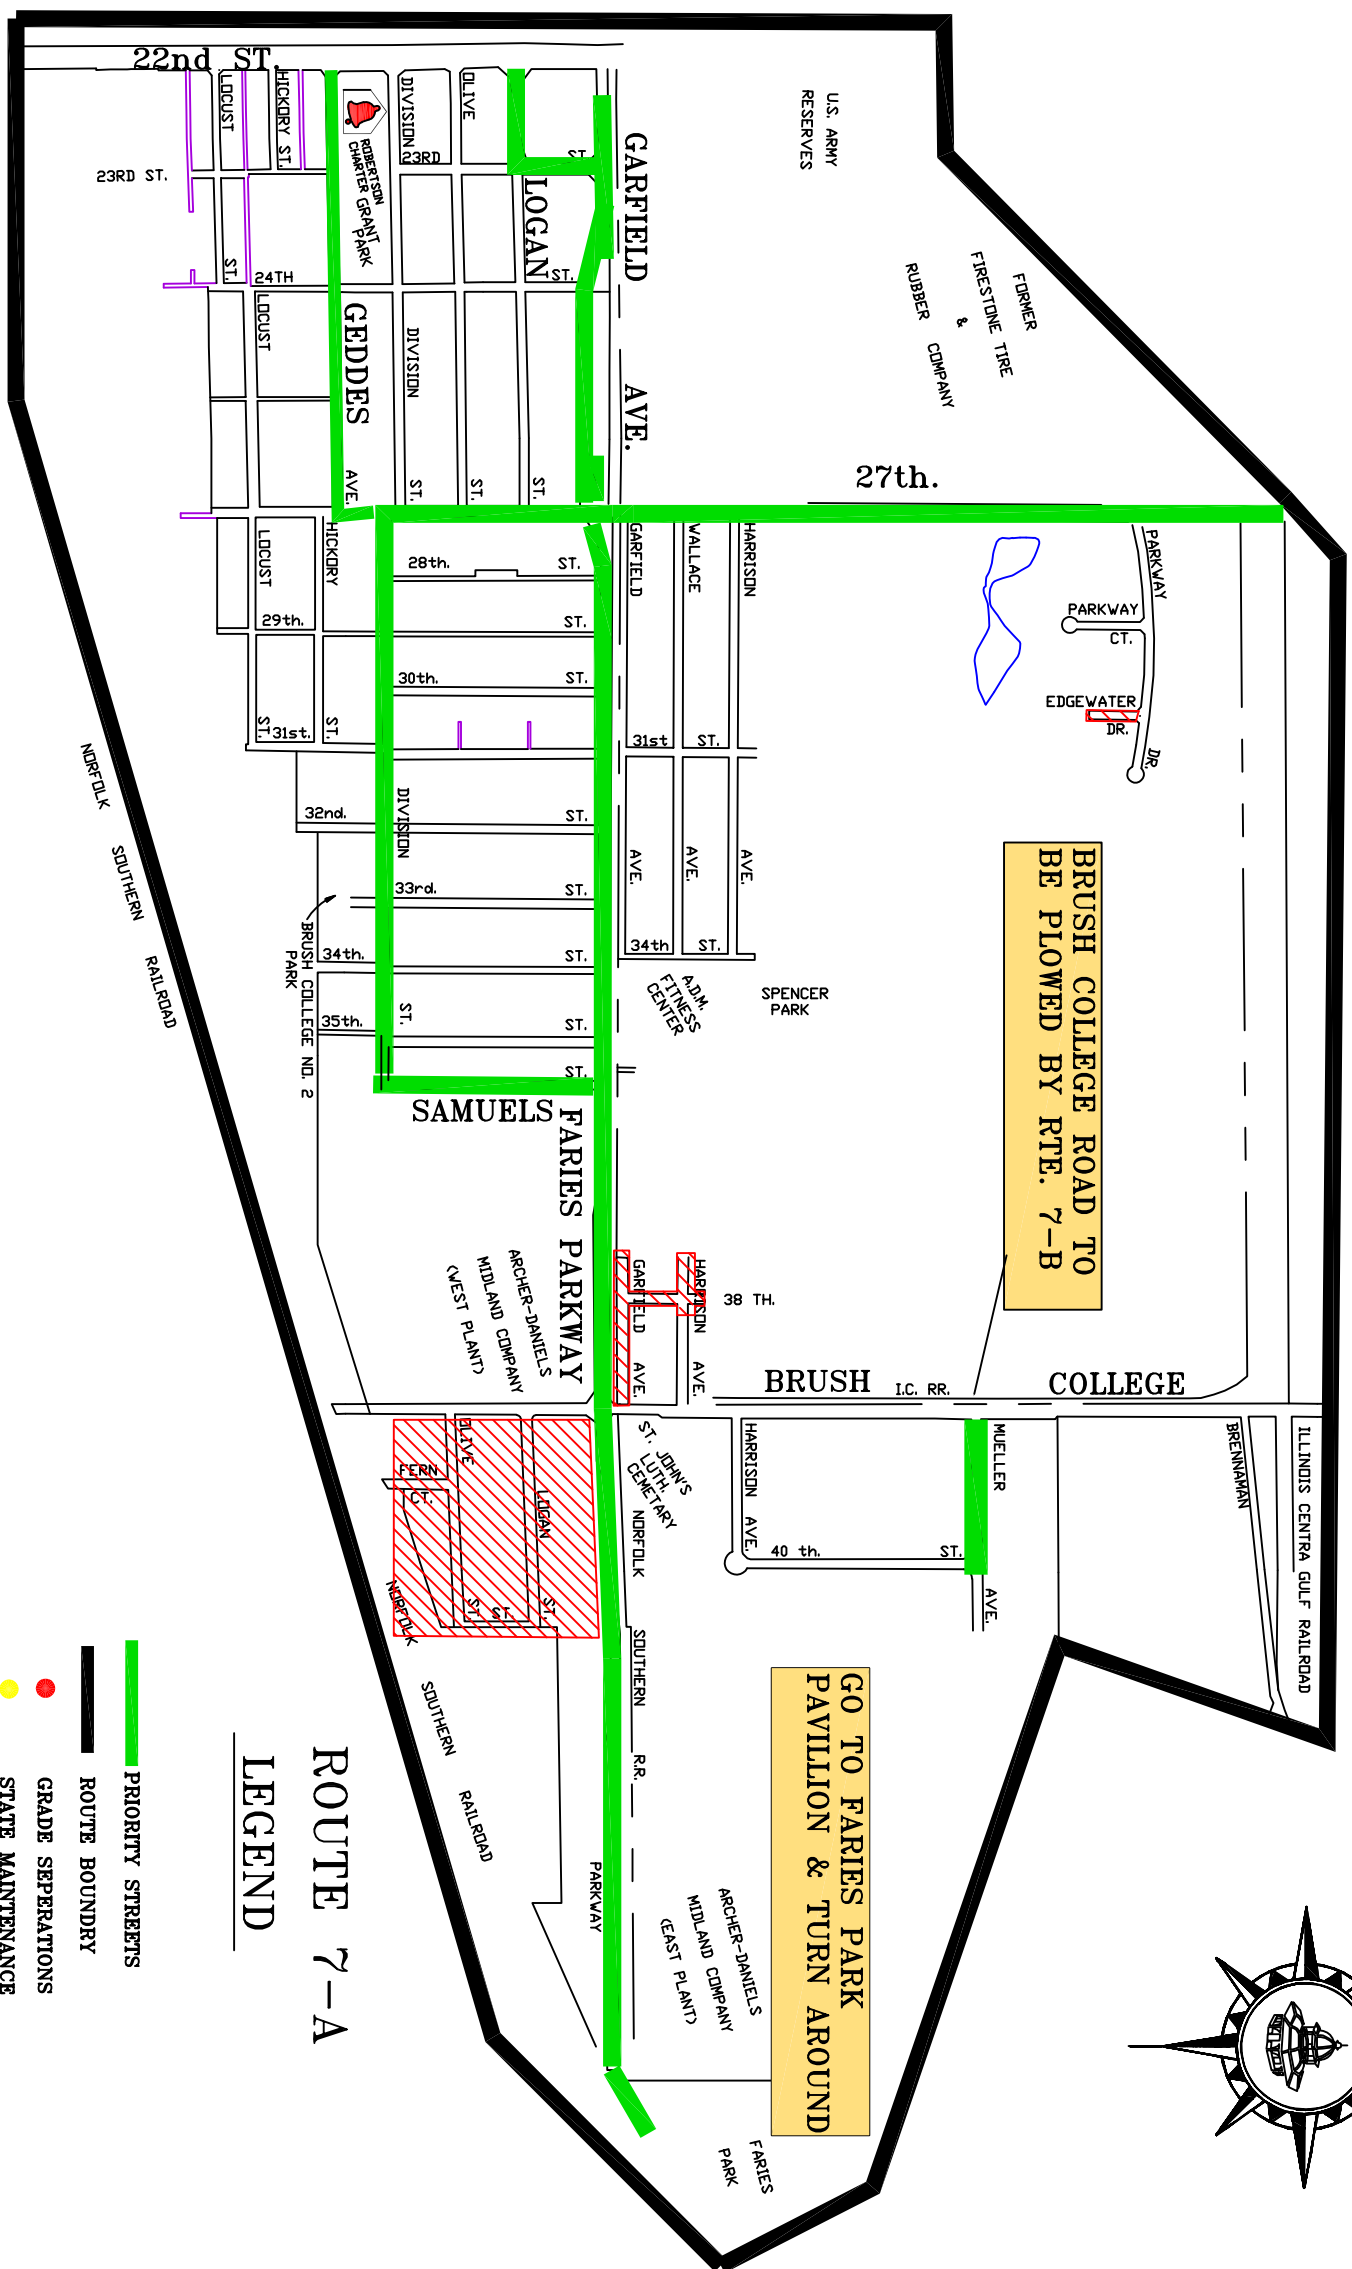 22nd ST.
LOCUST
HICKORY ST.
DIVISION
OLIVE
23RD
ST.
23RD ST.
ROBERTSON
CHARTER GRANT
PARK
LOGAN
GARFIELD
AVE.
U.S. ARMY
RESERVES
FORMER
FIRESTONE TIRE
&
RUBBER COMPANY
ST.
24TH
ST.
LOCUST
GEDDES
AVE.
DIVISION
ST.
ST.
ST.
27th.
LOCUST
HICKORY
28th.
ST.
GARFIELD
WALLACE
HARRISON
PARKWAY
PARKWAY
CT.
EDGEWATER
DR.
DR.
29th.
ST.
30th.
ST.
ST.
31st.
ST.
31st ST.
32nd.
DIVISION
ST.
AVE.
AVE.
AVE.
33rd.
ST.
34th.
ST.
34th ST.
35th.
ST.
ST.
ST.
BRUSH COLLEGE NO. 2
PARK
A.D.M.
FITNESS
CENTER
SPENCER
PARK
BRUSH COLLEGE ROAD TO
BE PLOWED BY RTE. 7-B
NORFOLK SOUTHERN RAILROAD
SAMUELS
FARIES PARKWAY
ARCHER-DANIELS
MIDLAND COMPANY
(WEST PLANT)
GARFIELD AVE.
HARRISON AVE.
38 TH.
BRUSH
I.C. RR.
COLLEGE
OLIVE
FERN
CT.
LOGAN
ST.
ST.
ST.
ST. JOHN'S
LUTH.
CEMETARY
HARRISON AVE.
40 th. ST.
MUELLER
AVE.
BRENNAMAN
ILLINOIS CENTRA GULF RAILROAD
NORFOLK SOUTHERN R.R.
NORFOLK SOUTHERN RAILROAD
PARKWAY
GO TO FARIES PARK
PAVILLION & TURN AROUND
ARCHER-DANIELS
MIDLAND COMPANY
(EAST PLANT)
FARIES
PARK
ROUTE 7-A
LEGEND
PRIORITY STREETS
ROUTE BOUNDRY
GRADE SEPERATIONS
STATE MAINTENANCE